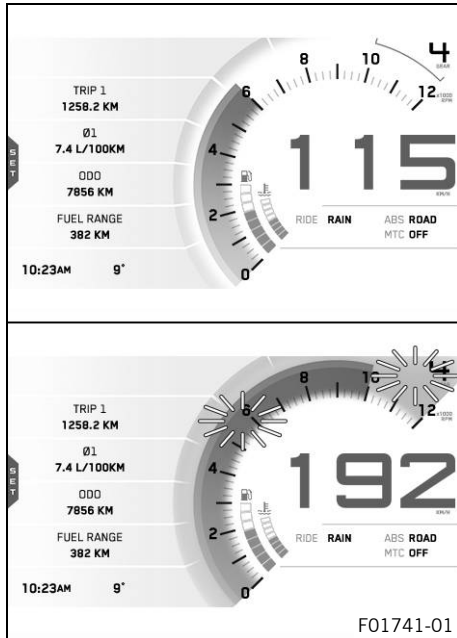 4
GEAR
8
10
TRIP 1
1258.2 KM
6
12 x1000
RPM
Ø1
7.4 L/100KM
4
115
SET
ODO
7856 KM
KM/H
2
FUEL RANGE
382 KM
RIDE RAIN
ABS ROAD
MTC OFF
10:23AM 9°
0
8
10
4
TRIP 1
1258.2 KM
6
12 x1000
RPM
Ø1
7.4 L/100KM
4
192
SET
ODO
7856 KM
KM/H
2
FUEL RANGE
382 KM
RIDE RAIN
ABS ROAD
MTC OFF
10:23AM 9°
0
F01741-01